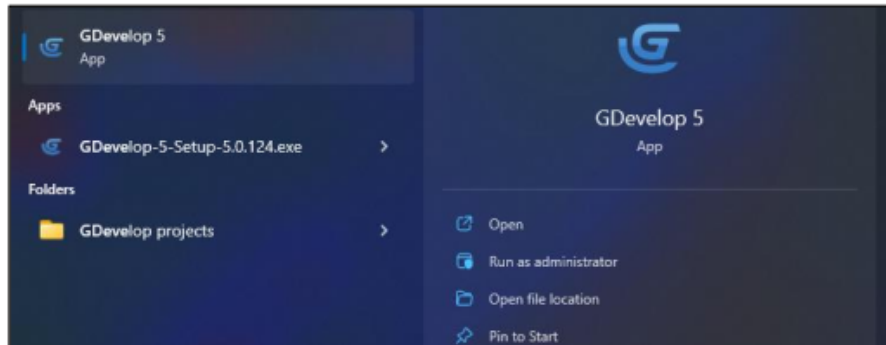 GDevelop 5
App
Apps
GDevelop-5-Setup-5.0.124.exe
Folders
GDevelop projects
GDevelop 5
App
Open
Run as administrator
Open file location
Pin to Start